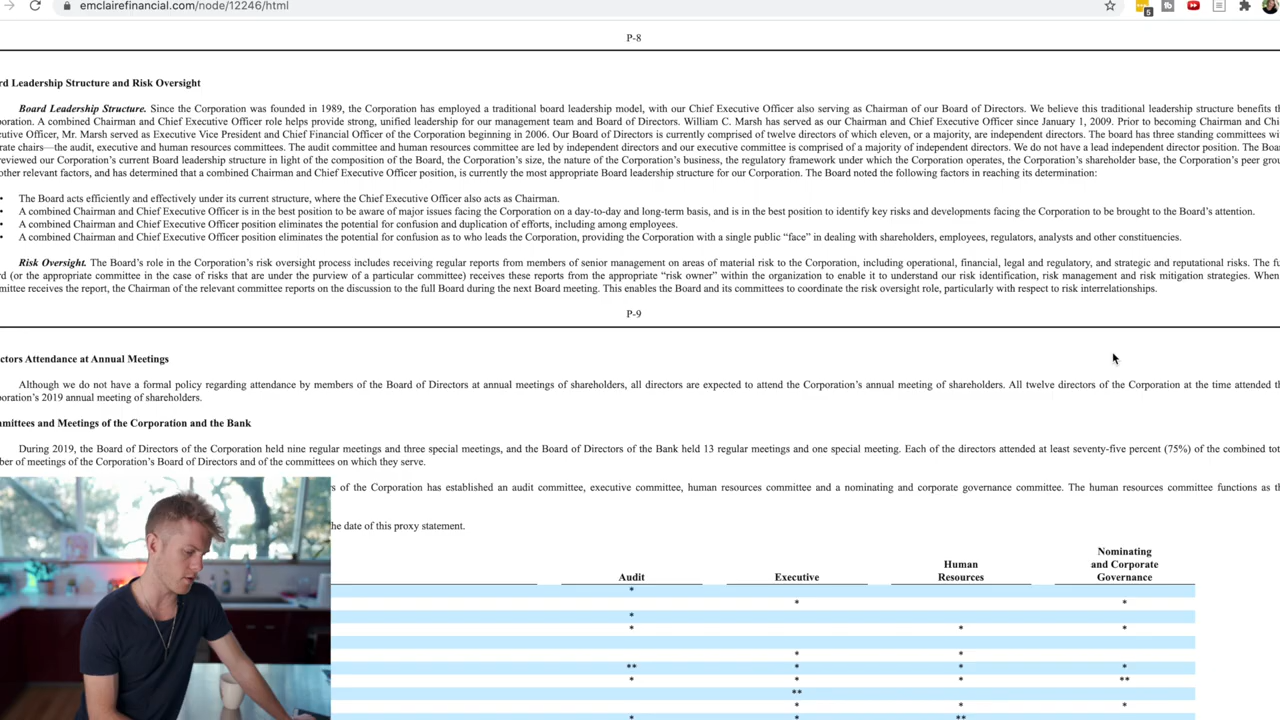 emclairefinancial.com/node/12246/html
5
P-8
rd Leadership Structure and Risk Oversight
Board Leadership Structure. Since the Corporation was founded in 1989, the Corporation has employed a traditional board leadership model, with our Chief Executive Officer also serving as Chairman of our Board of Directors. We believe this traditional leadership structure benefits th
poration. A combined Chairman and Chief Executive Officer role helps provide strong, unified leadership for our management team and Board of Directors. William C. Marsh has served as our Chairman and Chief Executive Officer since January 1, 2009. Prior to becoming Chairman and Chi
cutive Officer, Mr. Marsh served as Executive Vice President and Chief Financial Officer of the Corporation beginning in 2006. Our Board of Directors is currently comprised of twelve directors of which eleven, or a majority, are independent directors. The board has three standing committees wi
rate chairs—the audit, executive and human resources committees. The audit committee and human resources committee are led by independent directors and our executive committee is comprised of a majority of independent directors. We do not have a lead independent director position. The Boa
reviewed our Corporation's current Board leadership structure in light of the composition of the Board, the Corporation's size, the nature of the Corporation's business, the regulatory framework under which the Corporation operates, the Corporation's shareholder base, the Corporation's peer grou
other relevant factors, and has determined that a combined Chairman and Chief Executive Officer position, is currently the most appropriate Board leadership structure for our Corporation. The Board noted the following factors in reaching its determination:
• The Board acts efficiently and effectively under its current structure, where the Chief Executive Officer also acts as Chairman.
• A combined Chairman and Chief Executive Officer is in the best position to be aware of major issues facing the Corporation on a day-to-day and long-term basis, and is in the best position to identify key risks and developments facing the Corporation to be brought to the Board's attention.
• A combined Chairman and Chief Executive Officer position eliminates the potential for confusion and duplication of efforts, including among employees.
• A combined Chairman and Chief Executive Officer position eliminates the potential for confusion as to who leads the Corporation, providing the Corporation with a single public “face” in dealing with shareholders, employees, regulators, analysts and other constituencies.
Risk Oversight. The Board's role in the Corporation's risk oversight process includes receiving regular reports from members of senior management on areas of material risk to the Corporation, including operational, financial, legal and regulatory, and strategic and reputational risks. The fu
rd (or the appropriate committee in the case of risks that are under the purview of a particular committee) receives these reports from the appropriate “risk owner” within the organization to enable it to understand our risk identification, risk management and risk mitigation strategies. When
mittee receives the report, the Chairman of the relevant committee reports on the discussion to the full Board during the next Board meeting. This enables the Board and its committees to coordinate the risk oversight role, particularly with respect to risk interrelationships.
P-9
ctors Attendance at Annual Meetings
Although we do not have a formal policy regarding attendance by members of the Board of Directors at annual meetings of shareholders, all directors are expected to attend the Corporation's annual meeting of shareholders. All twelve directors of the Corporation at the time attended th
poration's 2019 annual meeting of shareholders.
mmittees and Meetings of the Corporation and the Bank
During 2019, the Board of Directors of the Corporation held nine regular meetings and three special meetings, and the Board of Directors of the Bank held 13 regular meetings and one special meeting. Each of the directors attended at least seventy-five percent (75%) of the combined tot
ber of meetings of the Corporation's Board of Directors and of the committees on which they serve.
s of the Corporation has established an audit committee, executive committee, human resources committee and a nominating and corporate governance committee. The human resources committee functions as th
he date of this proxy statement.
Nominating
Human and Corporate
Audit Executive Resources Governance
*
* *
*
* * *
* *
** * * *
* * * **
**
* * *
* * **